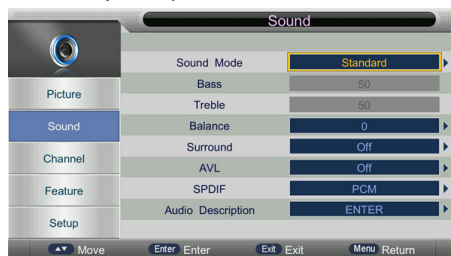 Sound
Sound Mode Standard
Bass 50
Treble 50
Balance 0
Surround Off
AVL Off
SPDIF PCM
Audio Description ENTER
Picture
Sound
Channel
Feature
Setup
Move Enter Enter Exit Exit Menu Return